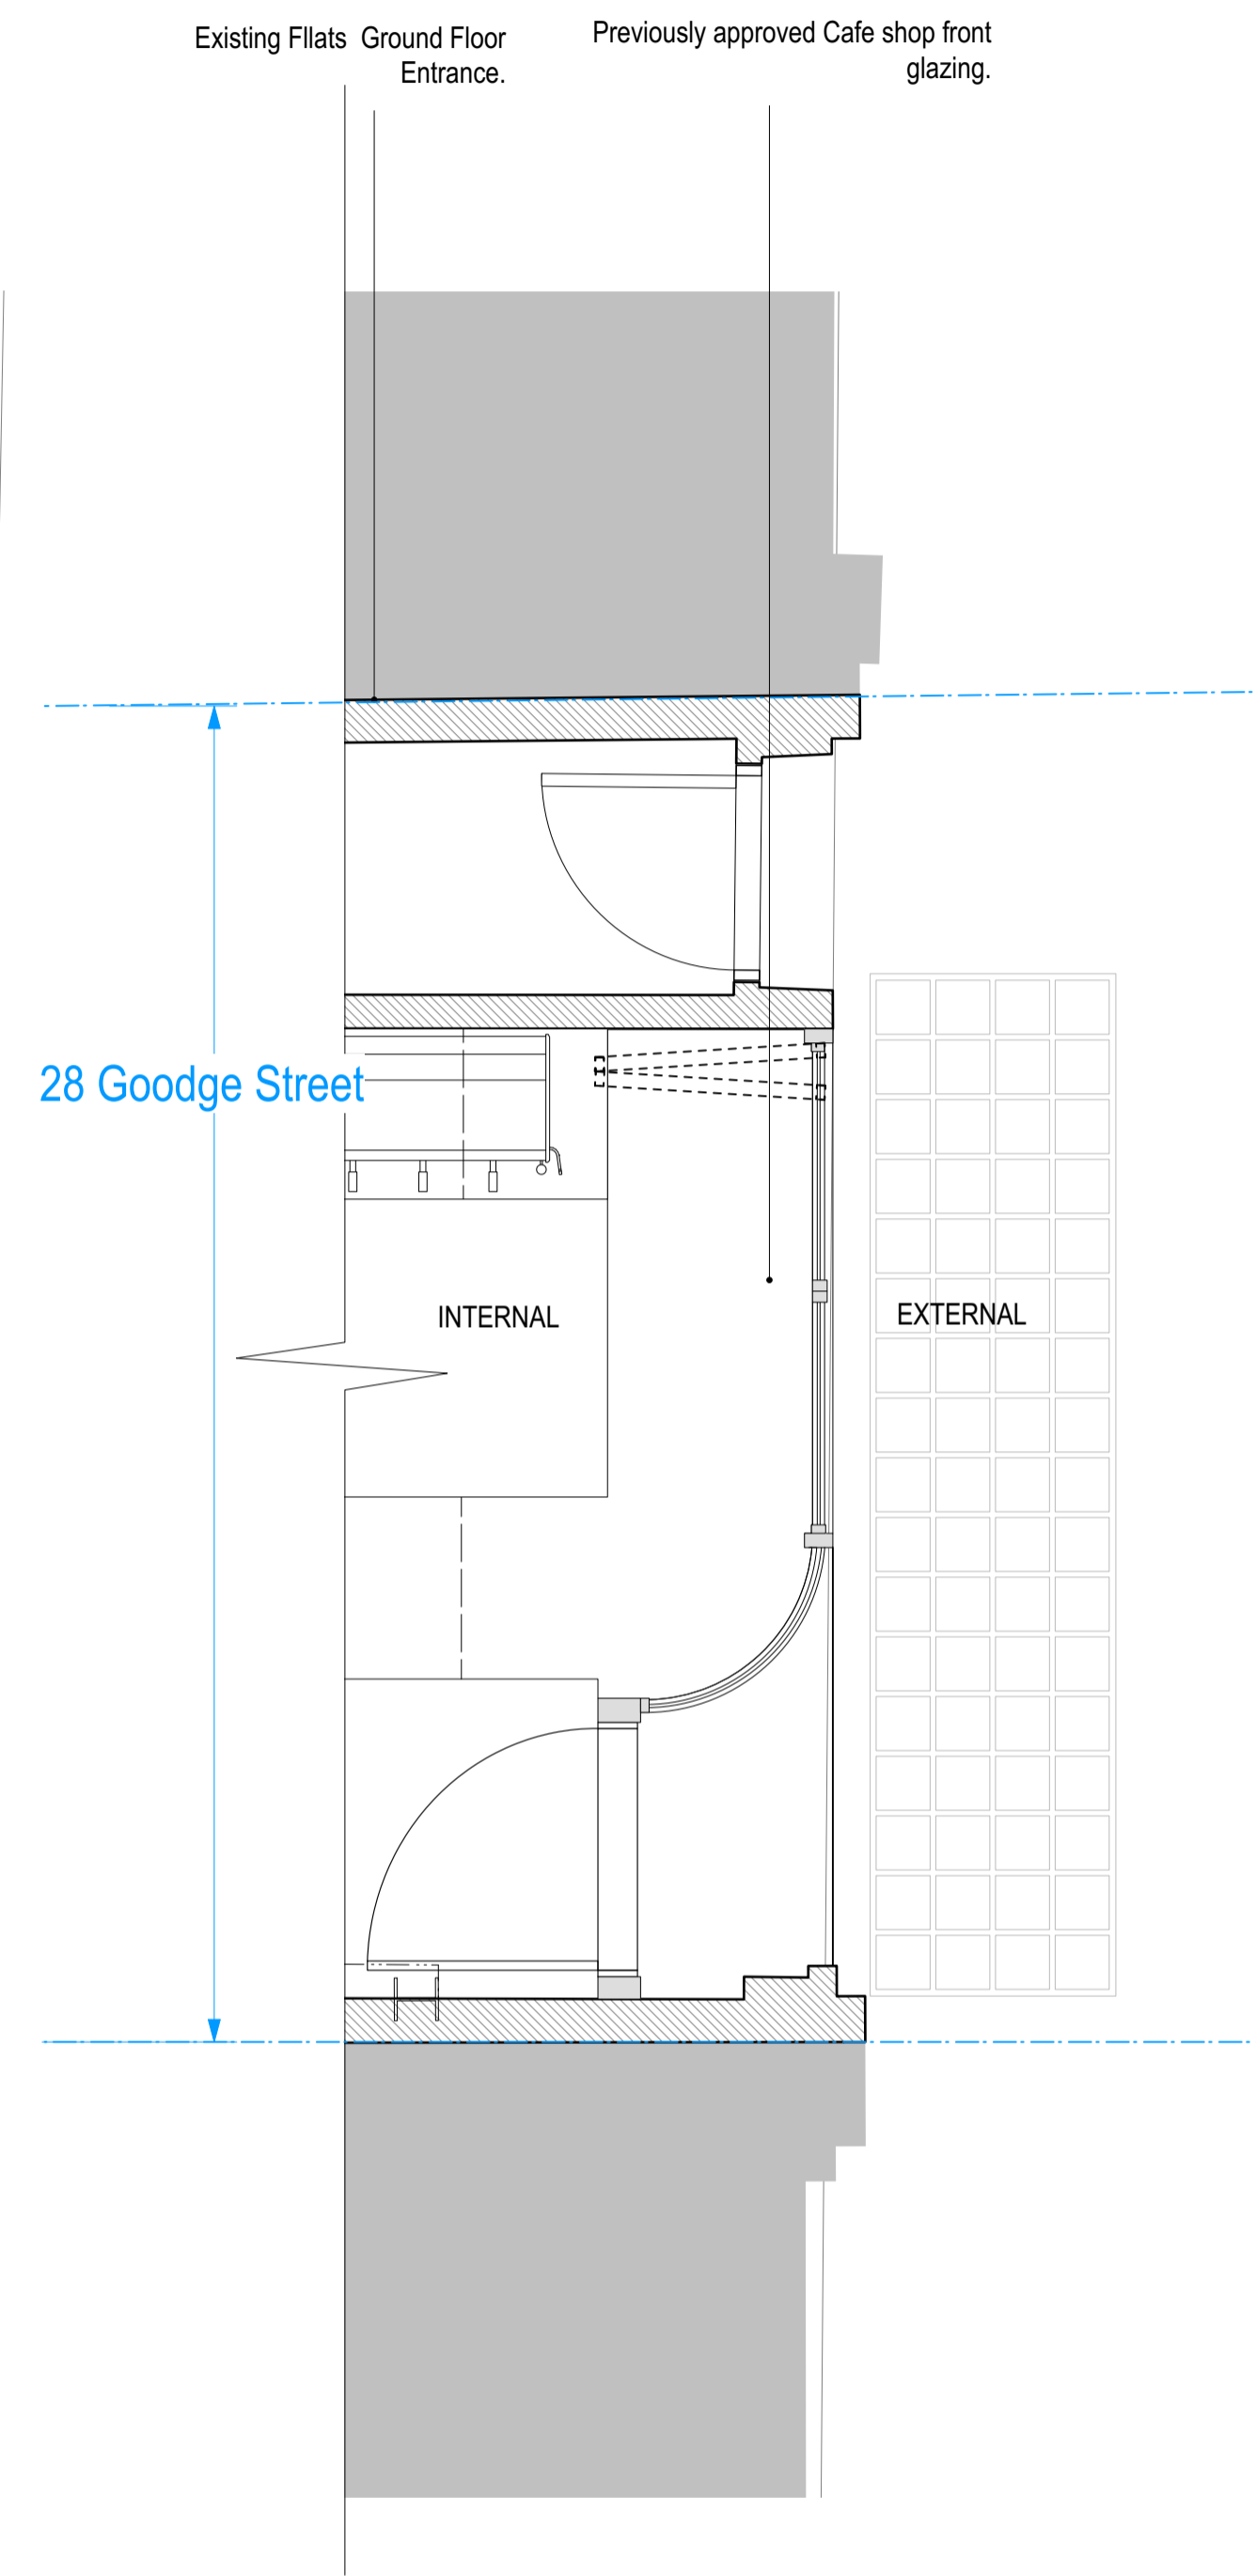 Existing Fllats  Ground Floor
Entrance.
Previously approved Cafe shop front
glazing.
28 Goodge Street
INTERNAL
EXTERNAL